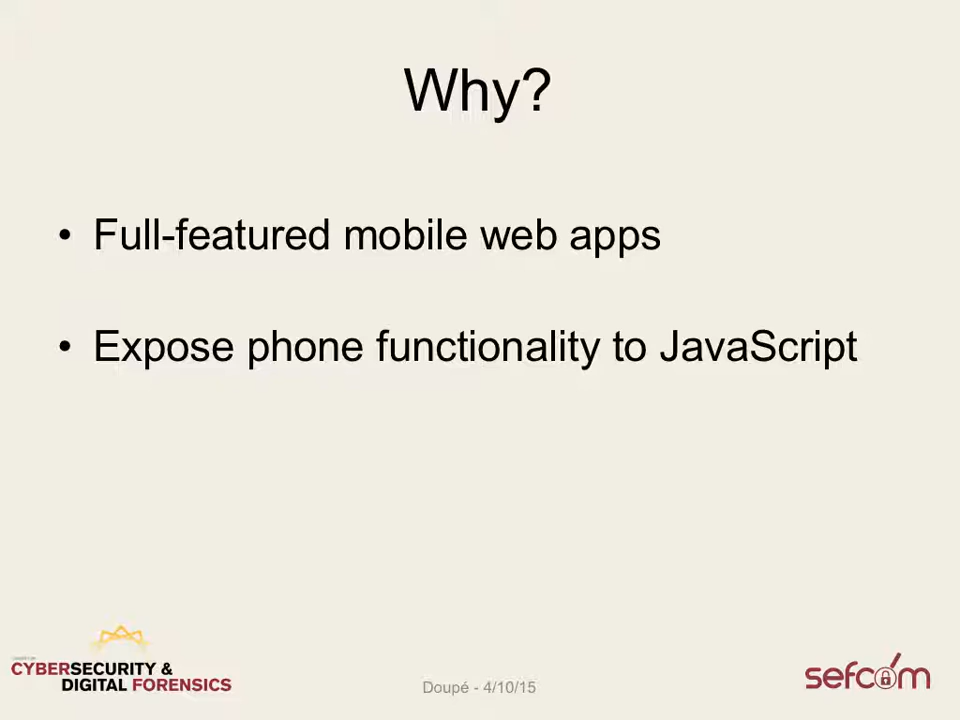 Why?
• Full-featured mobile web apps
• Expose phone functionality to JavaScript
CYBERSECURITY &
DIGITAL FORENSICS
Doupé - 4/10/15
sefcom